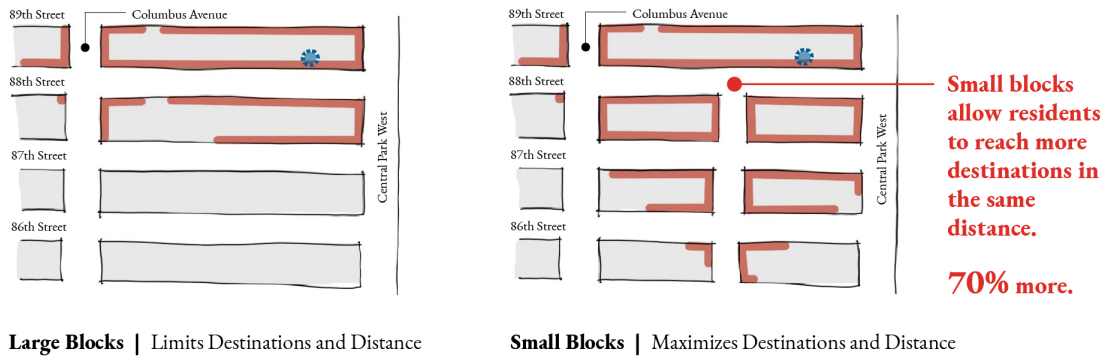 89th Street
Columbus Avenue
88th Street
87th Street
86th Street
Central Park West
Large Blocks | Limits Destinations and Distance
89th Street
Columbus Avenue
88th Street
87th Street
86th Street
Central Park West
Small blocks
allow residents
to reach more
destinations in
the same
distance.
70% more.
Small Blocks | Maximizes Destinations and Distance